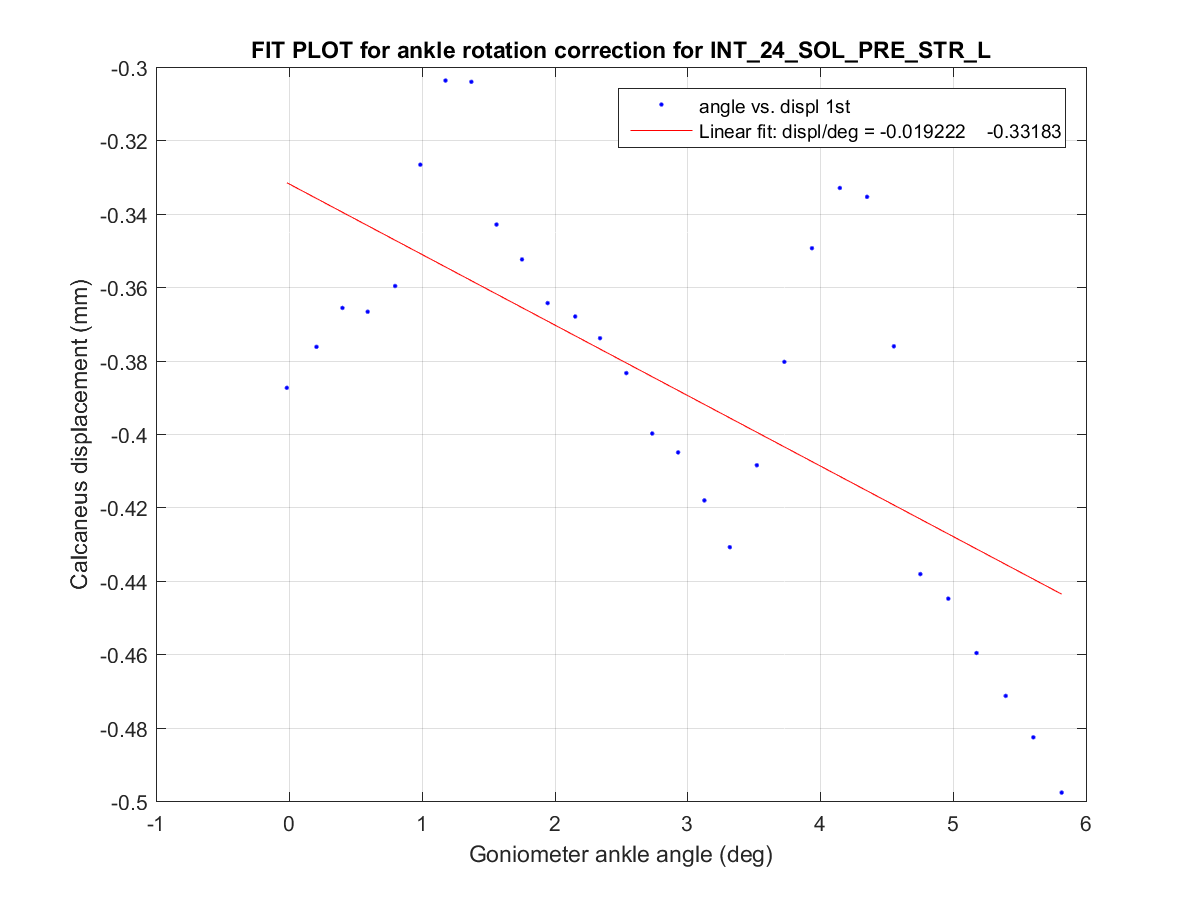 FIT PLOT for ankle rotation correction for INT_24_SOL_PRE_STR_L
-0.3
angle vs. displ 1st
Linear fit: displ/deg = -0.019222    -0.33183
-0.32
-0.34
-0.36
-0.38
-0.4
-0.42
-0.44
-0.46
-0.48
-0.5
Calcaneus displacement (mm)
-1 0 1 2 3 4 5 6
Goniometer ankle angle (deg)